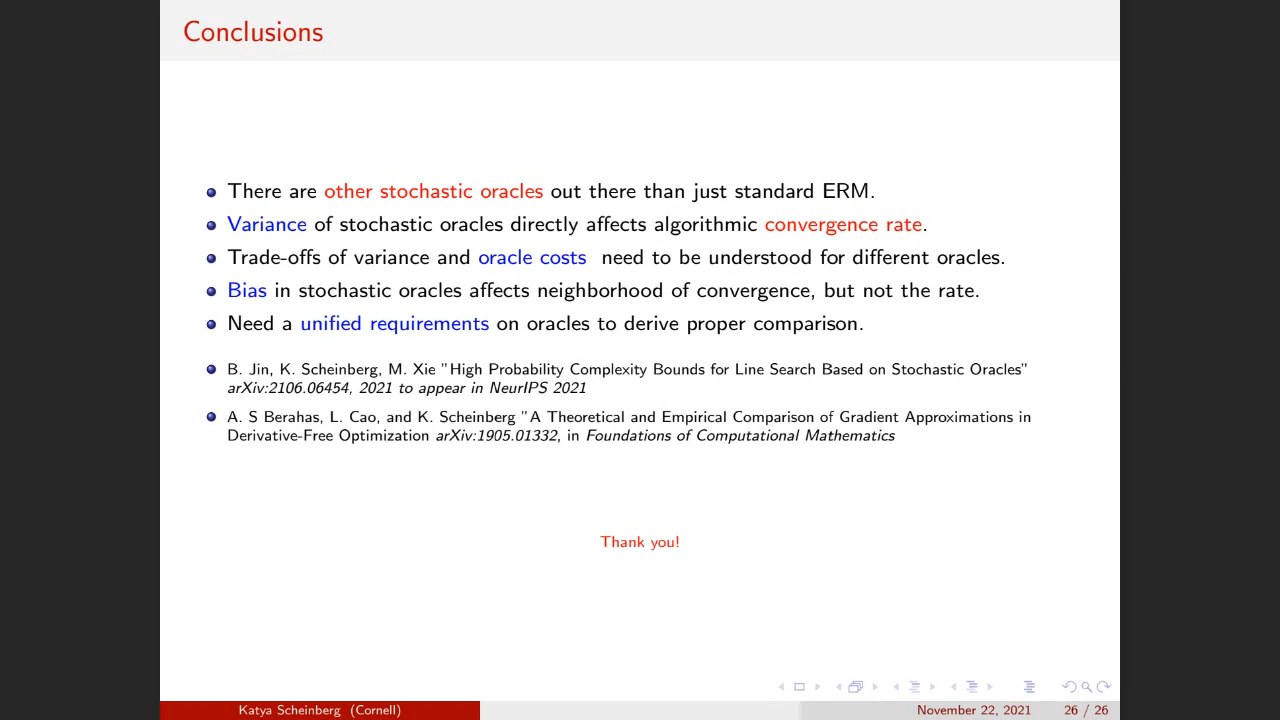 Conclusions
There are other stochastic oracles out there than just standard ERM.
Variance of stochastic oracles directly affects algorithmic convergence rate.
Trade-offs of variance and oracle costs need to be understood for different oracles.
Bias in stochastic oracles affects neighborhood of convergence, but not the rate.
Need a unified requirements on oracles to derive proper comparison.
B. Jin, K. Scheinberg, M. Xie "High Probability Complexity Bounds for Line Search Based on Stochastic Oracles"
arXiv:2106.06454, 2021 to appear in NeurIPS 2021
A. S Berahas, L. Cao, and K. Scheinberg "A Theoretical and Empirical Comparison of Gradient Approximations in
Derivative-Free Optimization arXiv:1905.01332, in Foundations of Computational Mathematics
Thank you!
Katya Scheinberg (Cornell)
November 22, 2021
26 / 26